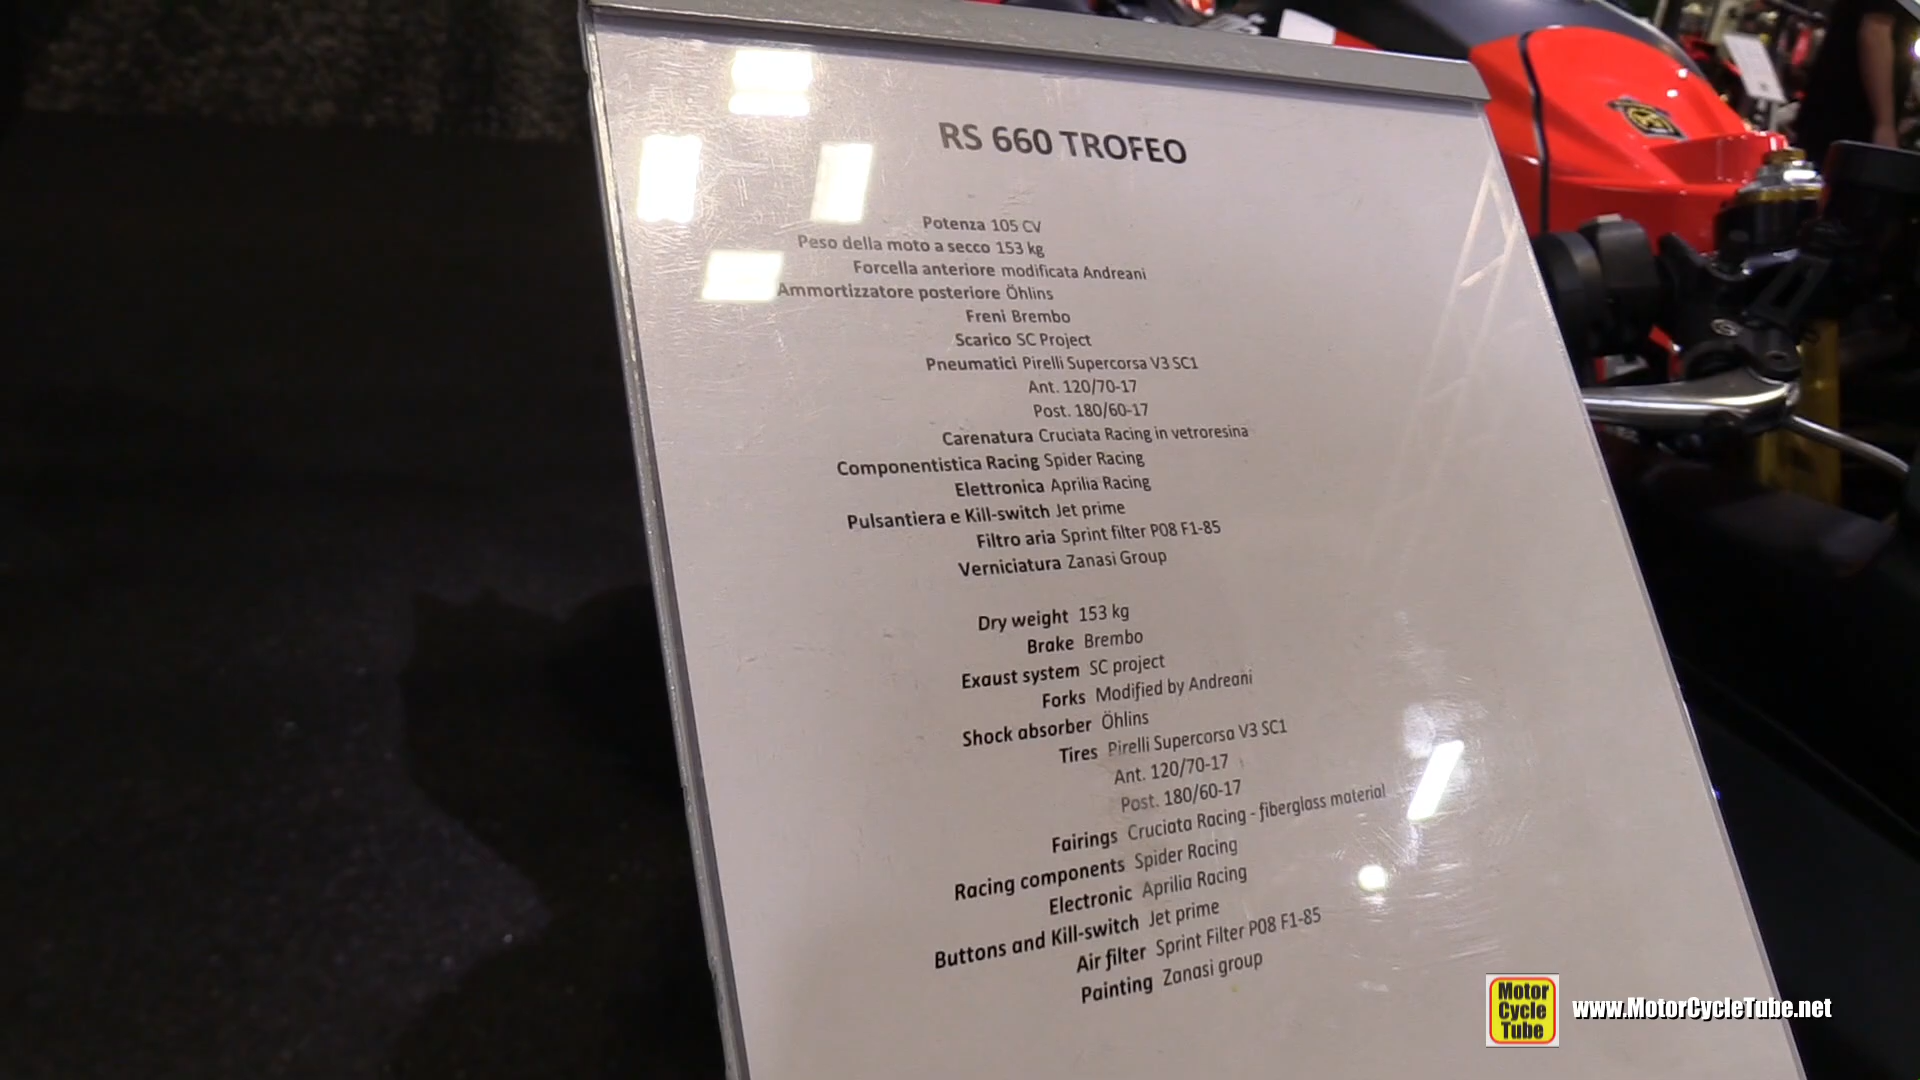 RS 660 TROFEO
Potenza 105 CV
Peso della moto a secco 153 kg
Forcella anteriore modificata Andreani
Ammortizzatore posteriore Öhlins
Freni Brembo
Scarico SC Project
Pneumatici Pirelli Supercorsa V3 SC1
Ant. 120/70-17
Post. 180/60-17
Carenatura Cruciata Racing in vetroresina
Componentistica Racing Spider Racing
Elettronica Aprilia Racing
Pulsantiera e Kill-switch Jet prime
Filtro aria Sprint filter P08 F1-85
Verniciatura Zanasi Group
Dry weight 153 kg
Brake Brembo
Exaust system SC project
Forks Modified by Andreani
Shock absorber Öhlins
Tires Pirelli Supercorsa V3 SC1
Ant. 120/70-17
Post. 180/60-17
Fairings Cruciata Racing - fiberglass material
Racing components Spider Racing
Electronic Aprilia Racing
Buttons and Kill-switch Jet prime
Air filter Sprint Filter P08 F1-85
Painting Zanasi group
Motor
Cycle
Tube
www.MotorCycleTube.net